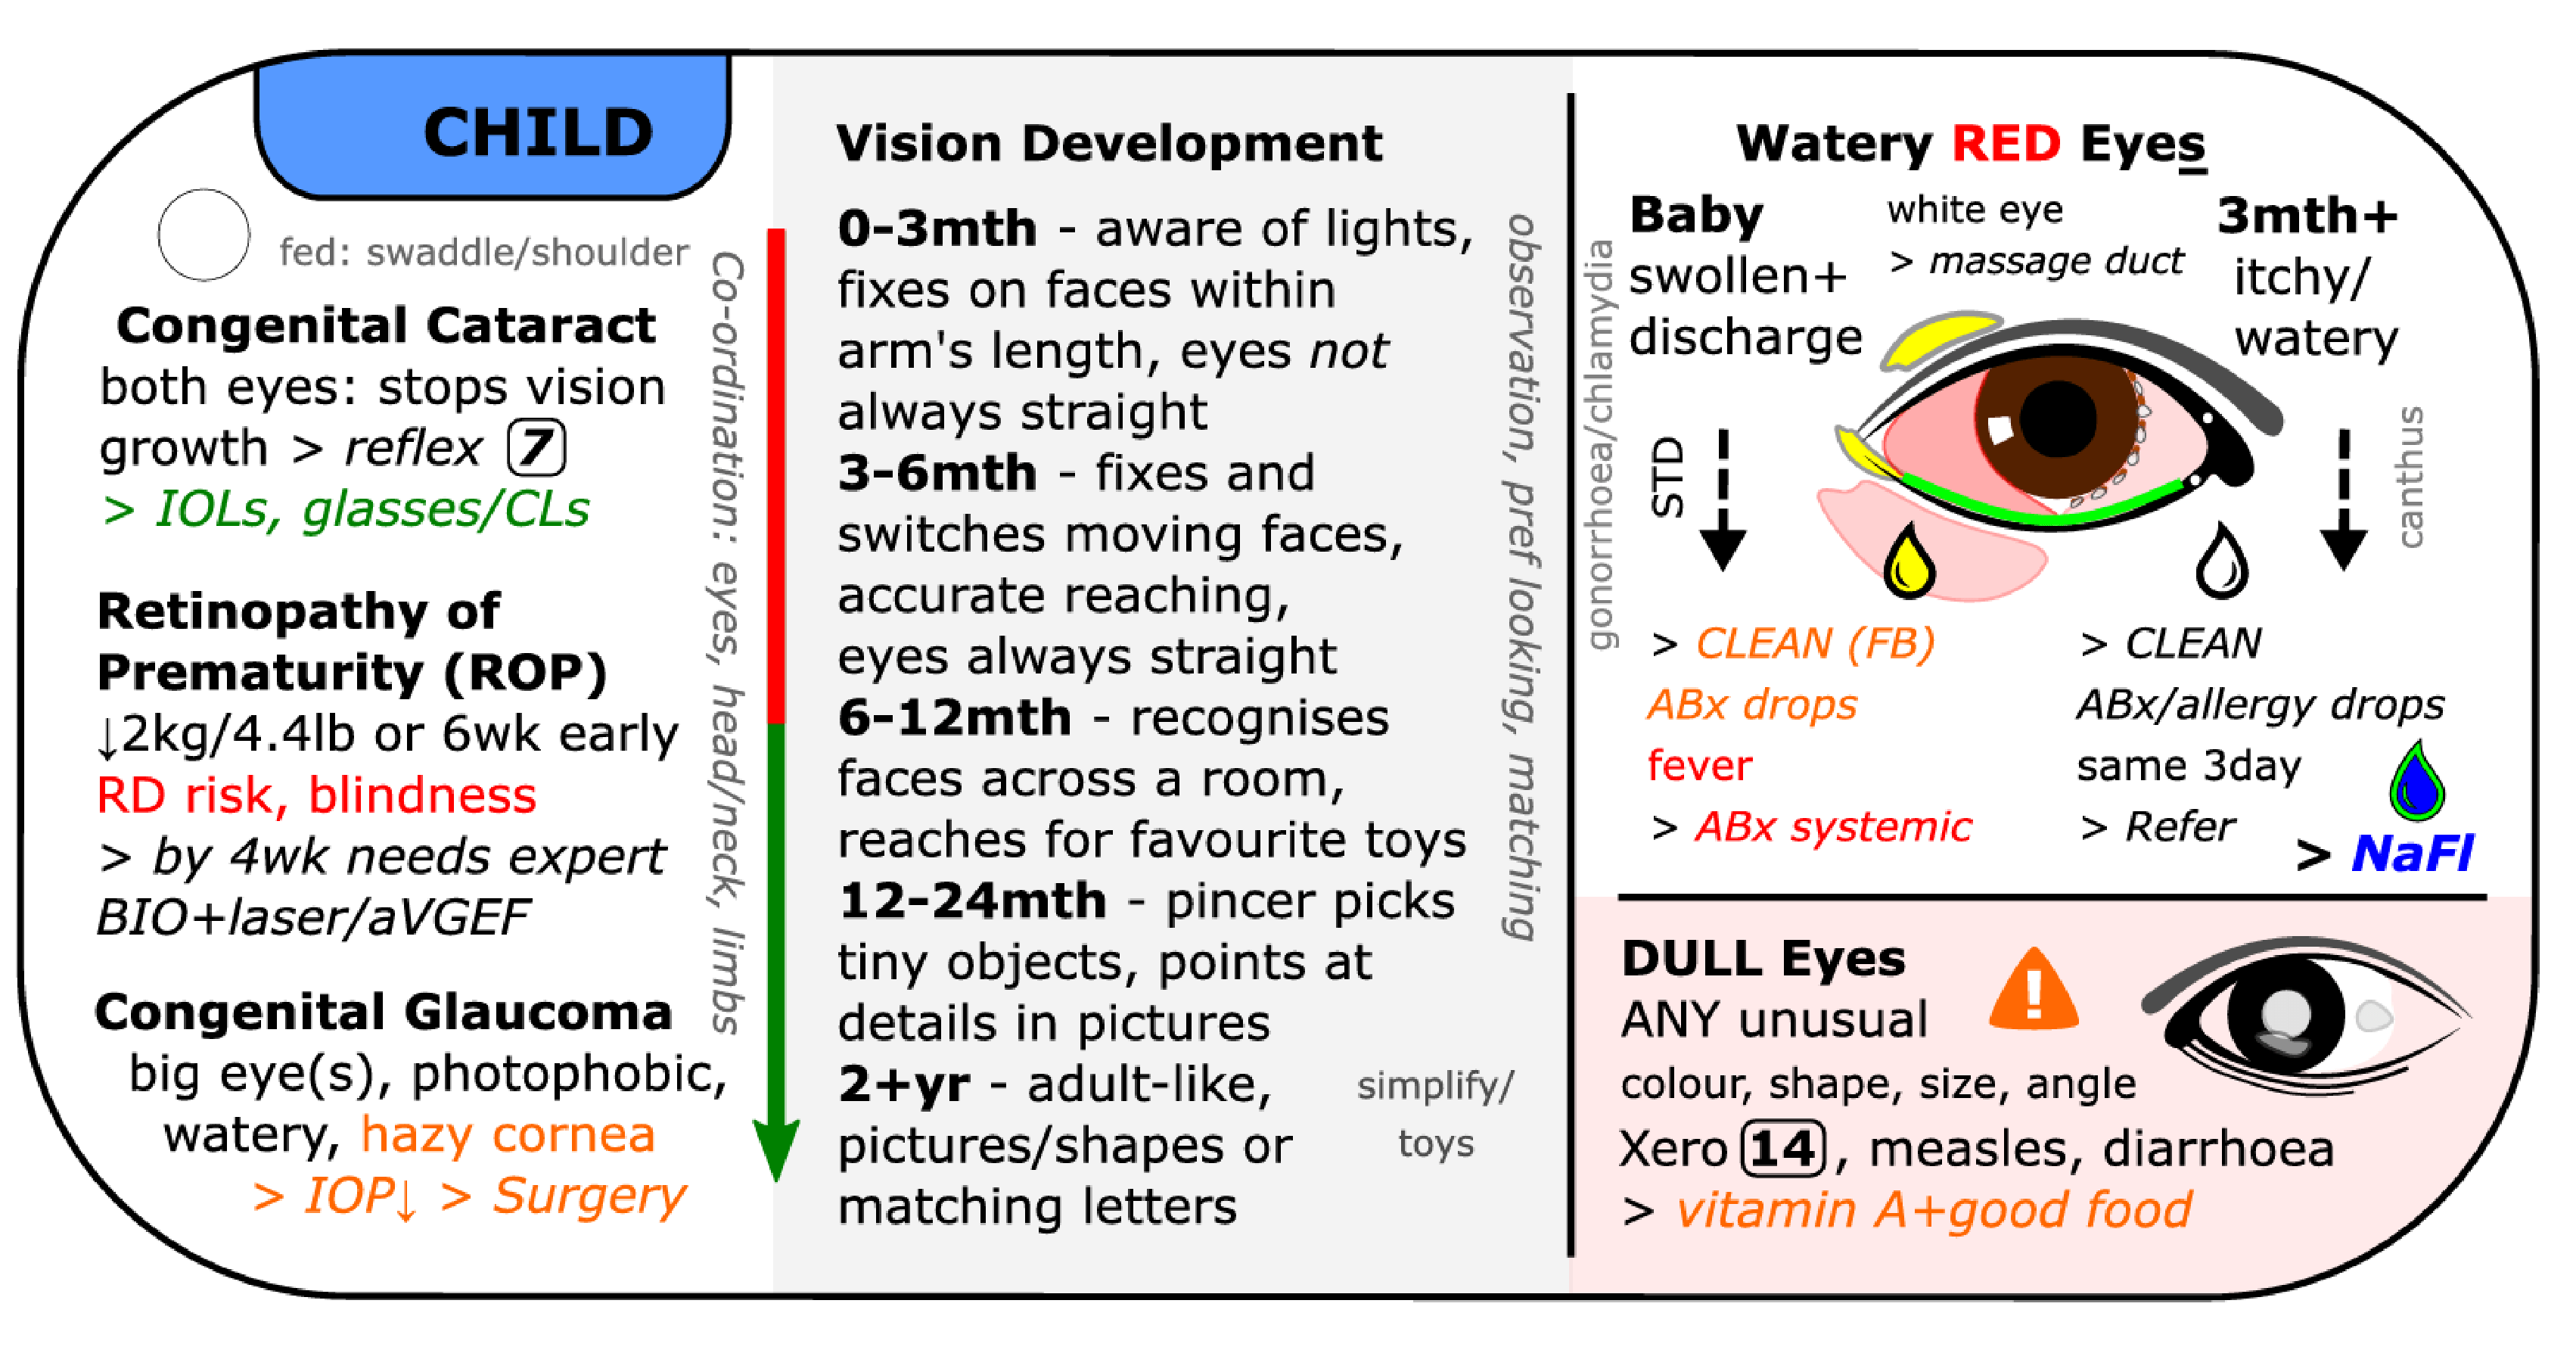 CHILD
fed: swaddle/shoulder
Congenital Cataract
both eyes: stops vision
growth > reflex 7
> IOLs, glasses/CLs
Retinopathy of
Prematurity (ROP)
↓2kg/4.4lb or 6wk early
RD risk, blindness
> by 4wk needs expert
BIO+laser/aVGEF
Congenital Glaucoma
big eye(s), photophobic,
watery, hazy cornea
> IOP↓ > Surgery
Co-ordination: eyes, head/neck, limbs
Vision Development
0-3mth - aware of lights,
fixes on faces within
arm's length, eyes not
always straight
3-6mth - fixes and
switches moving faces,
accurate reaching,
eyes always straight
6-12mth - recognises
faces across a room,
reaches for favourite toys
12-24mth - pincer picks
tiny objects, points at
details in pictures
2+yr - adult-like,
pictures/shapes or
matching letters
simplify/
toys
observation, pref looking, matching
Watery RED Eyes
Baby
swollen+
discharge
white eye
> massage duct
3mth+
itchy/
watery
gonorrhoea/chlamydia
STD
canthus
> CLEAN (FB)
ABx drops
fever
> ABx systemic
> CLEAN
ABx/allergy drops
same 3day
> Refer
> NaFl
DULL Eyes
!
ANY unusual
colour, shape, size, angle
Xero 14, measles, diarrhoea
> vitamin A+good food